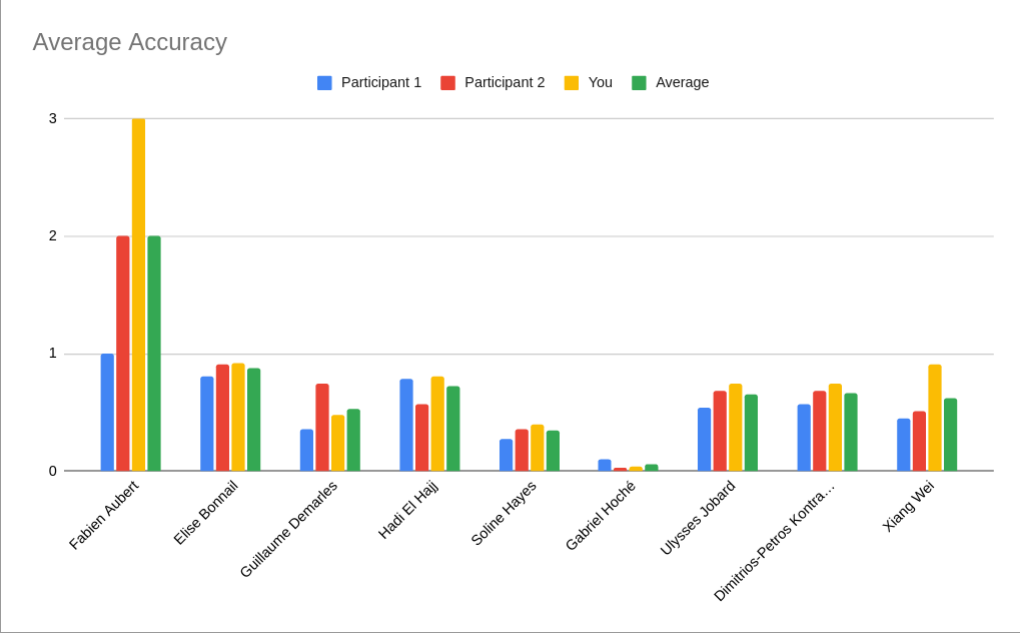 Average Accuracy
Participant 1 Participant 2 You Average
3
2
1
0
Fabien Aubert
Elise Bonnail
Guillaume Demarles
Hadi El Hajj
Soline Hayes
Gabriel Hoché
Ulysses Jobard
Dimitrios-Petros Kontra...
Xiang Wei